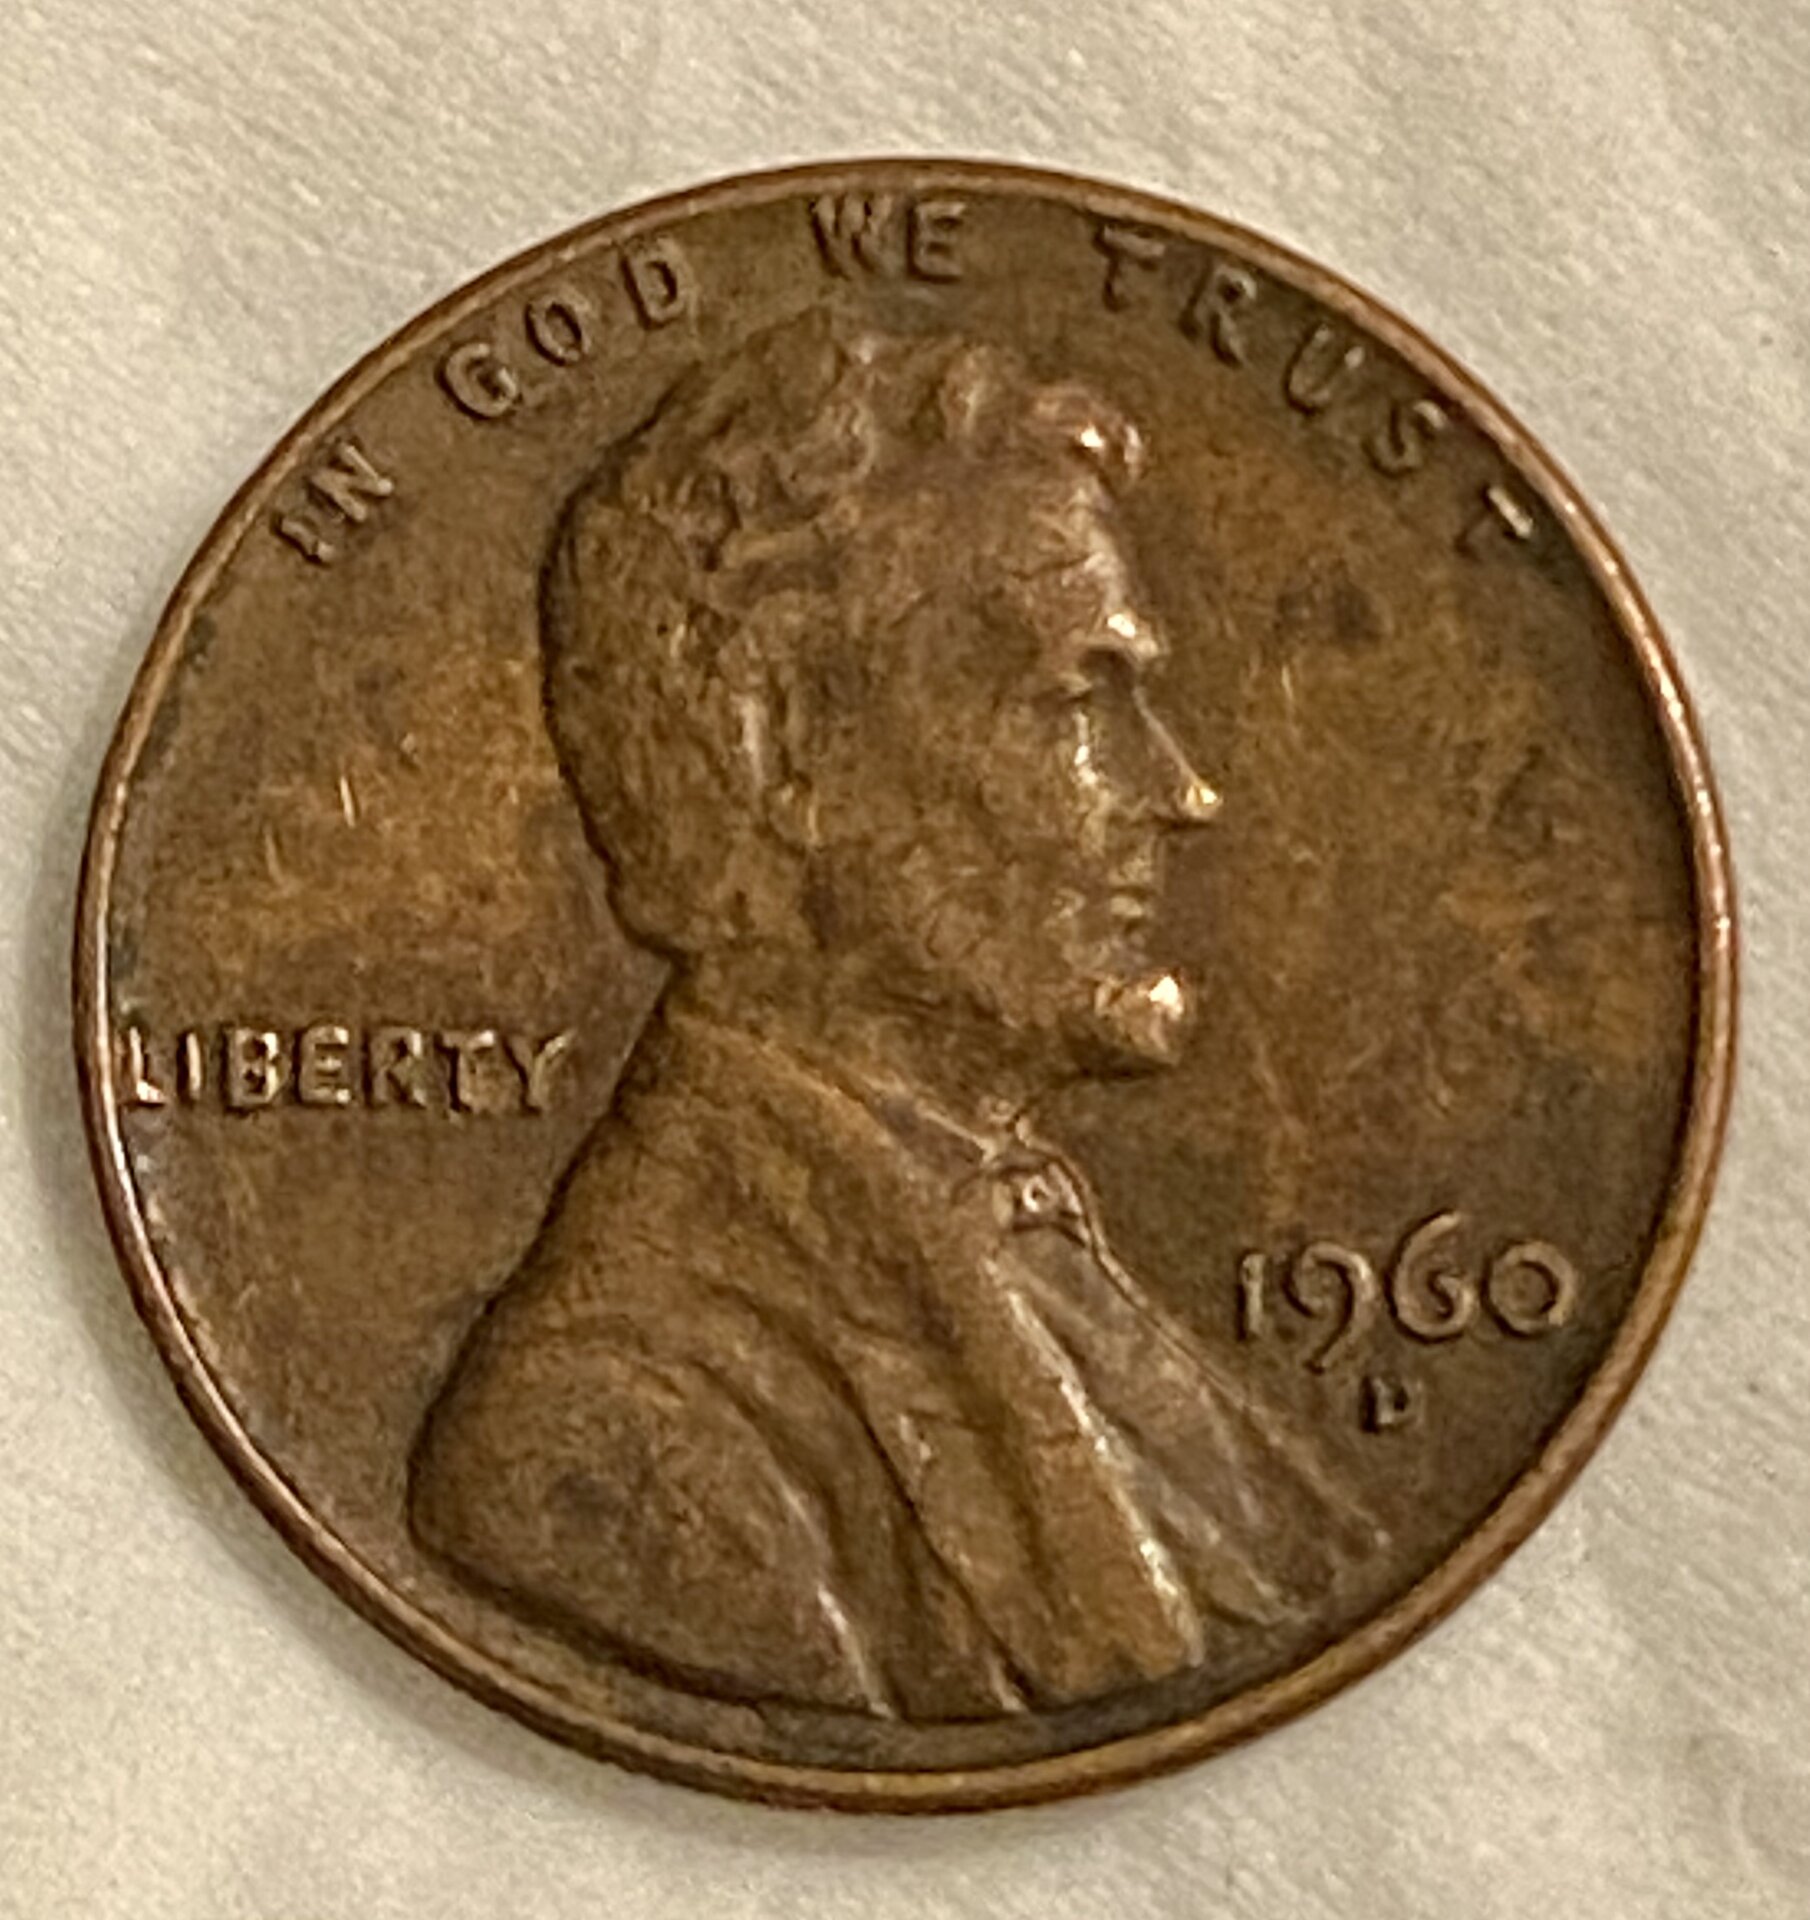 IN GOD WE TRUST
LIBERTY
1960
D